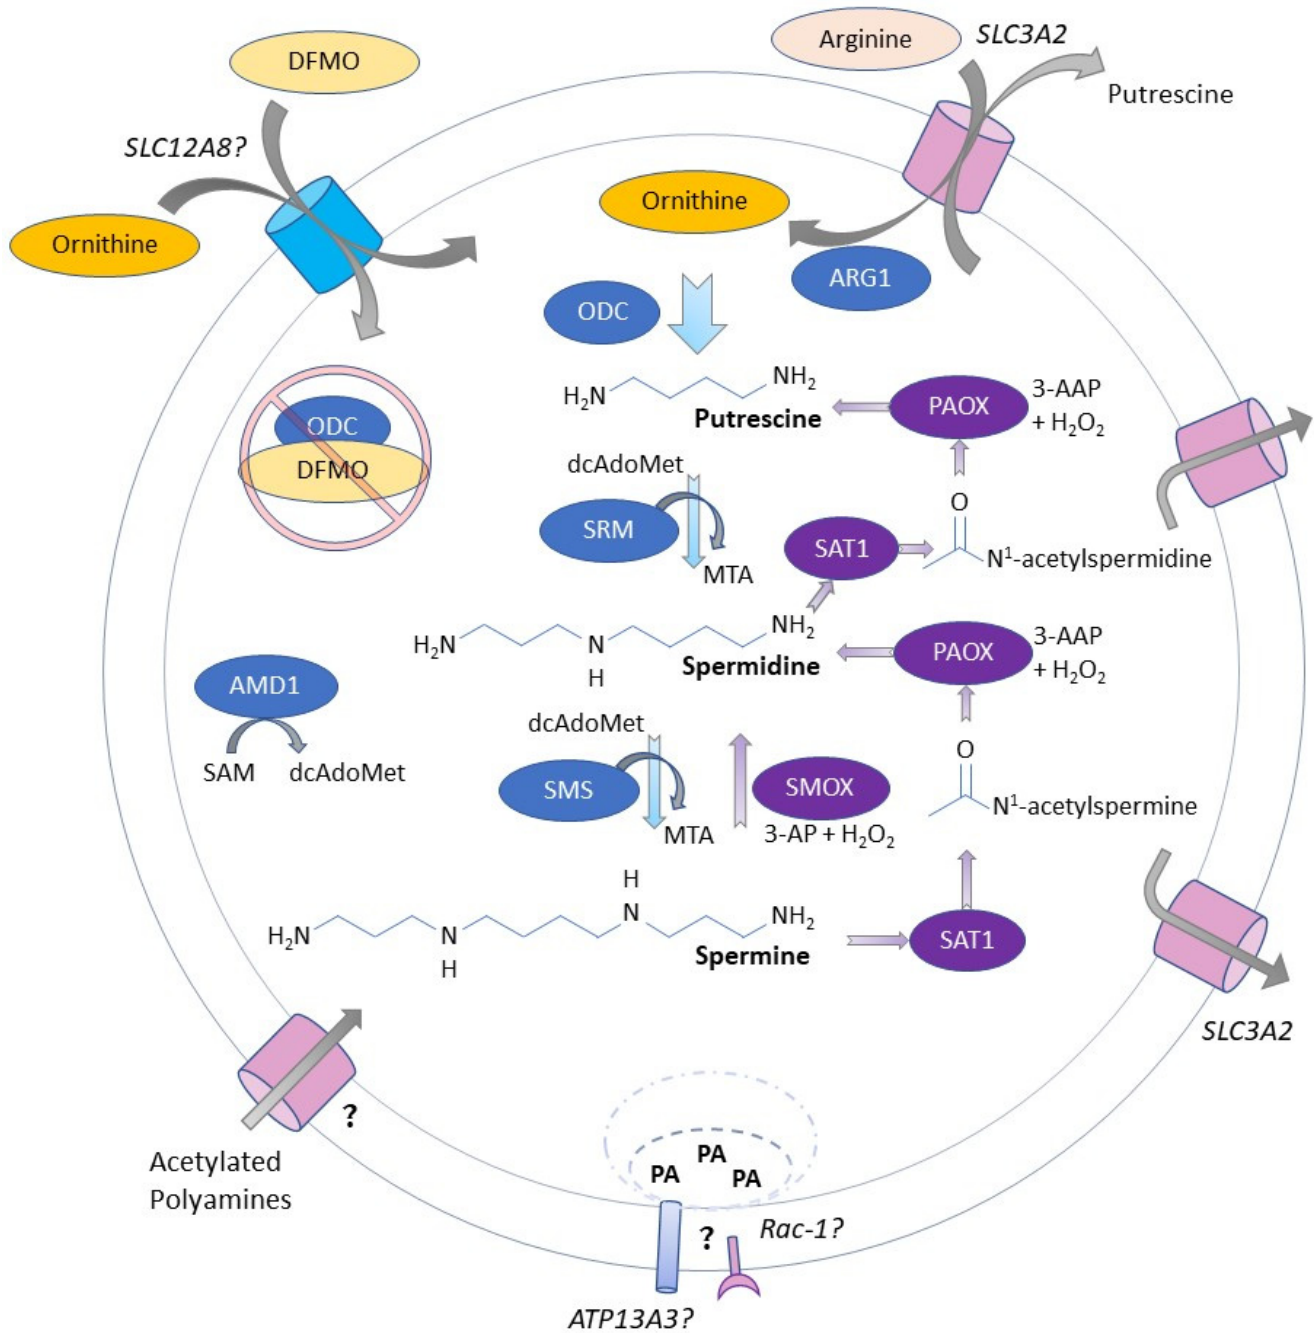 DFMO
Arginine
SLC3A2
Putrescine
SLC12A8?
Ornithine
Ornithine
ARG1
ODC
H₂N
NH₂
Putrescine
PAOX
3-AAP
+ H₂O₂
ODC
DFMO
dcAdoMet
SRM
MTA
SAT1
O
N¹-acetylspermidine
H₂N
N
H
NH₂
Spermidine
PAOX
3-AAP
+ H₂O₂
AMD1
SAM
dcAdoMet
dcAdoMet
SMS
MTA
SMOX
3-AP + H₂O₂
O
N¹-acetylspermine
H₂N
N
H
H
N
NH₂
Spermine
SAT1
SLC3A2
?
Acetylated
Polyamines
PA
PA
PA
?
Rac-1?
ATP13A3?